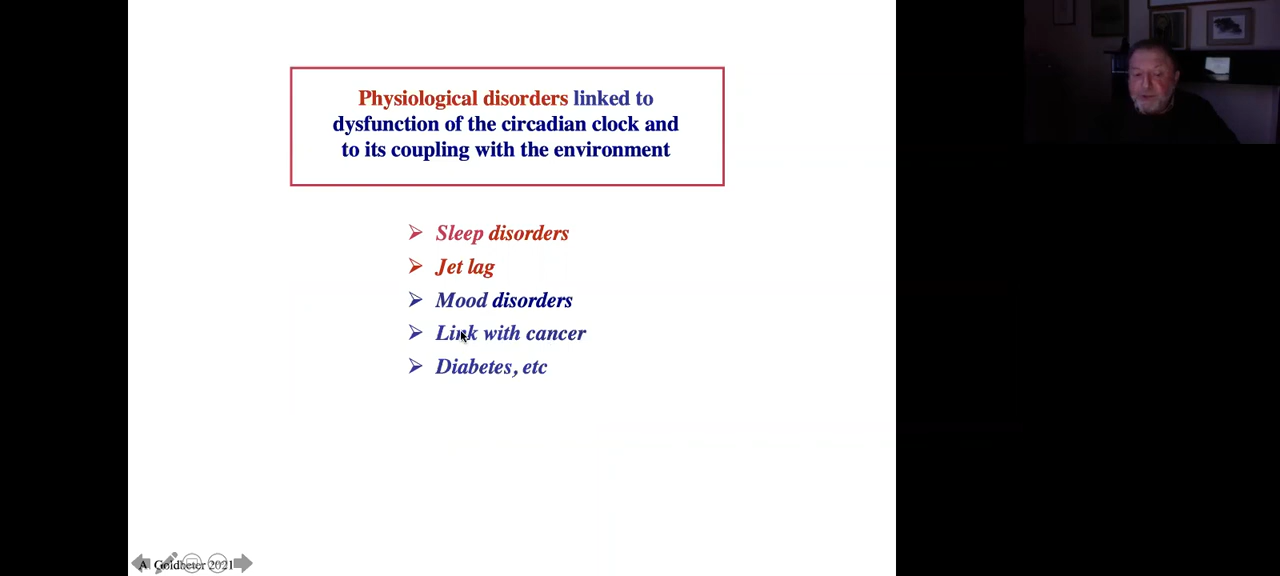 Physiological disorders linked to
dysfunction of the circadian clock and
to its coupling with the environment
➢ Sleep disorders
➢ Jet lag
➢ Mood disorders
➢ Link with cancer
➢ Diabetes, etc
A. Goldbeter 2021